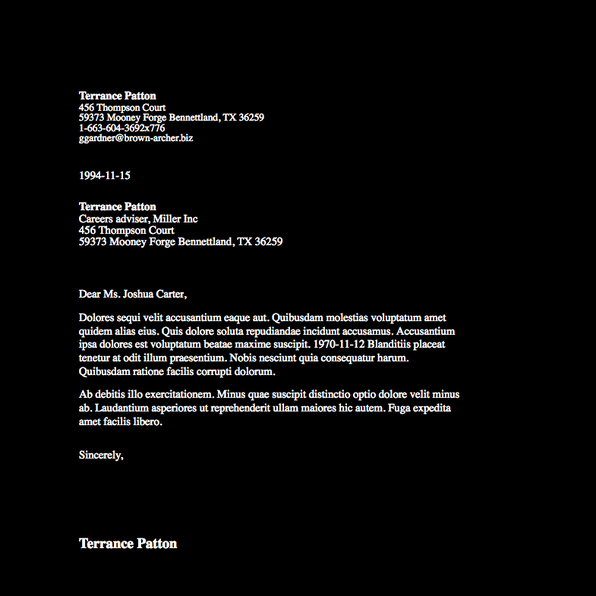 Terrance Patton
456 Thompson Court
59373 Mooney Forge Bennettland, TX 36259
1-663-604-3692x776
ggardner@brown-archer.biz
1994-11-15
Terrance Patton
Careers adviser, Miller Inc
456 Thompson Court
59373 Mooney Forge Bennettland, TX 36259
Dear Ms. Joshua Carter,
Dolores sequi velit accusantium eaque aut. Quibusdam molestias voluptatum amet
quidem alias eius. Quis dolore soluta repudiandae incidunt accusamus. Accusantium
ipsa dolores est voluptatum beatae maxime suscipit. 1970-11-12 Blanditiis placeat
tenetur at odit illum praesentium. Nobis nesciunt quia consequatur harum.
Quibusdam ratione facilis corrupti dolorum.
Ab debitis illo exercitationem. Minus quae suscipit distinctio optio dolore velit minus
ab. Laudantium asperiores ut reprehenderit ullam maiores hic autem. Fuga expedita
amet facilis libero.
Sincerely,
Terrance Patton